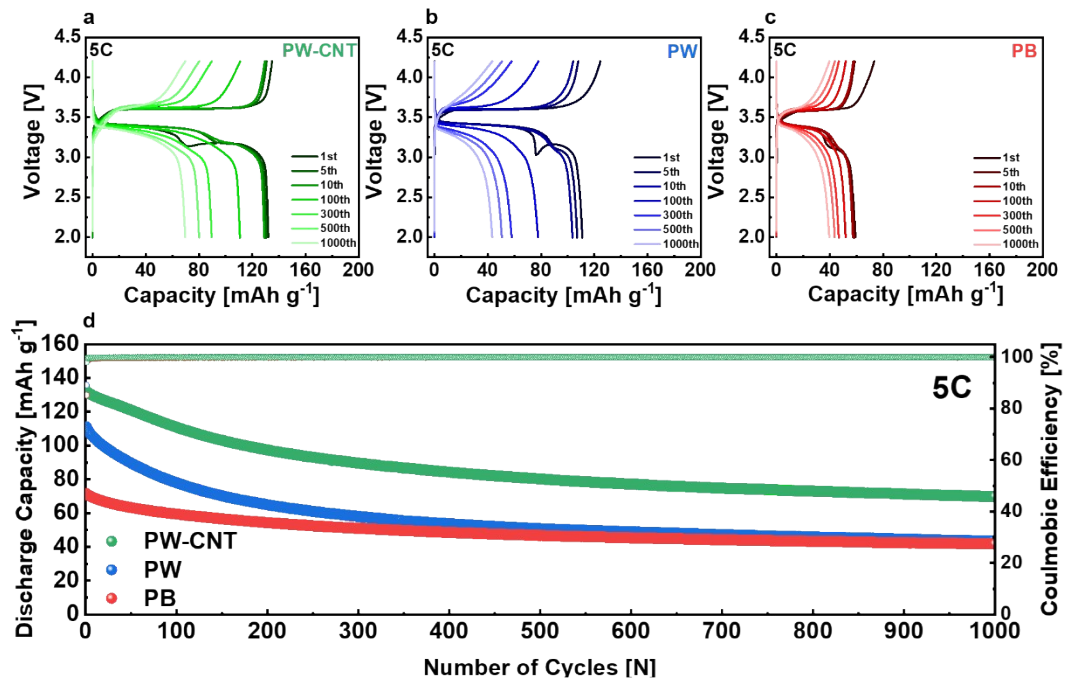 a
5C
PW-CNT
Voltage [V]
4.5
4.0
3.5
3.0
2.5
2.0
1st
5th
10th
100th
300th
500th
1000th
0 40 80 120 160 200
Capacity [mAh g-1]
b
5C
PW
Voltage [V]
4.5
4.0
3.5
3.0
2.5
2.0
1st
5th
10th
100th
300th
500th
1000th
0 40 80 120 160 200
Capacity [mAh g-1]
c
5C
PB
Voltage [V]
4.5
4.0
3.5
3.0
2.5
2.0
1st
5th
10th
100th
300th
500th
1000th
0 40 80 120 160 200
Capacity [mAh g-1]
d
5C
Discharge Capacity [mAh g-1]
160
140
120
100
80
60
40
20
0
PW-CNT
PW
PB
Coulmobic Efficiency [%]
100
80
60
40
20
0
0 100 200 300 400 500 600 700 800 900 1000
Number of Cycles [N]